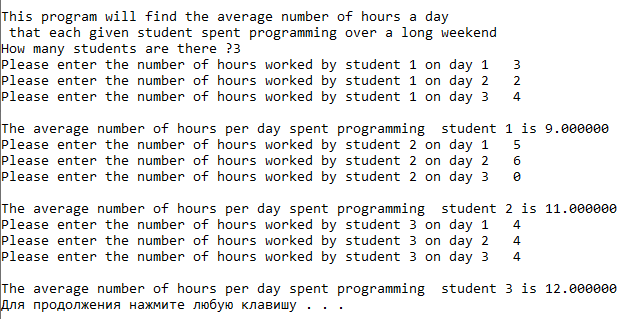 This program will find the average number of hours a day
that each given student spent programming over a long weekend
How many students are there ?3
Please enter the number of hours worked by student 1 on day 1 3
Please enter the number of hours worked by student 1 on day 2 2
Please enter the number of hours worked by student 1 on day 3 4
The average number of hours per day spent programming student 1 is 9.000000
Please enter the number of hours worked by student 2 on day 1 5
Please enter the number of hours worked by student 2 on day 2 6
Please enter the number of hours worked by student 2 on day 3 0
The average number of hours per day spent programming student 2 is 11.000000
Please enter the number of hours worked by student 3 on day 1 4
Please enter the number of hours worked by student 3 on day 2 4
Please enter the number of hours worked by student 3 on day 3 4
The average number of hours per day spent programming student 3 is 12.000000
Для продолжения нажмите любую клавишу . . .